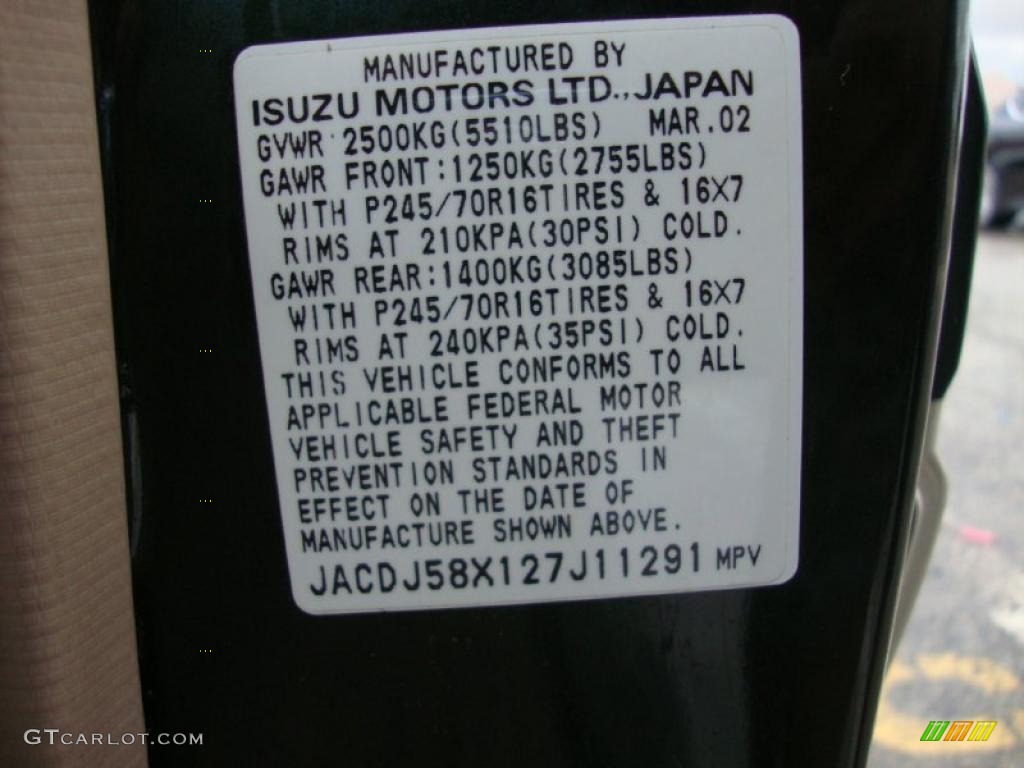 MANUFACTURED BY
ISUZU MOTORS LTD., JAPAN
GVWR 2500KG(5510LBS) MAR.02
GAWR FRONT:1250KG(2755LBS)
WITH P245/70R16TIRES & 16X7
RIMS AT 210KPA(30PSI) COLD.
GAWR REAR:1400KG(3085LBS)
WITH P245/70R16TIRES & 16X7
RIMS AT 240KPA(35PSI) COLD.
THIS VEHICLE CONFORMS TO ALL
APPLICABLE FEDERAL MOTOR
VEHICLE SAFETY AND THEFT
PREVENTION STANDARDS IN
EFFECT ON THE DATE OF
MANUFACTURE SHOWN ABOVE.
JACDJ58X127J11291 MPV
GTCARLOT.COM